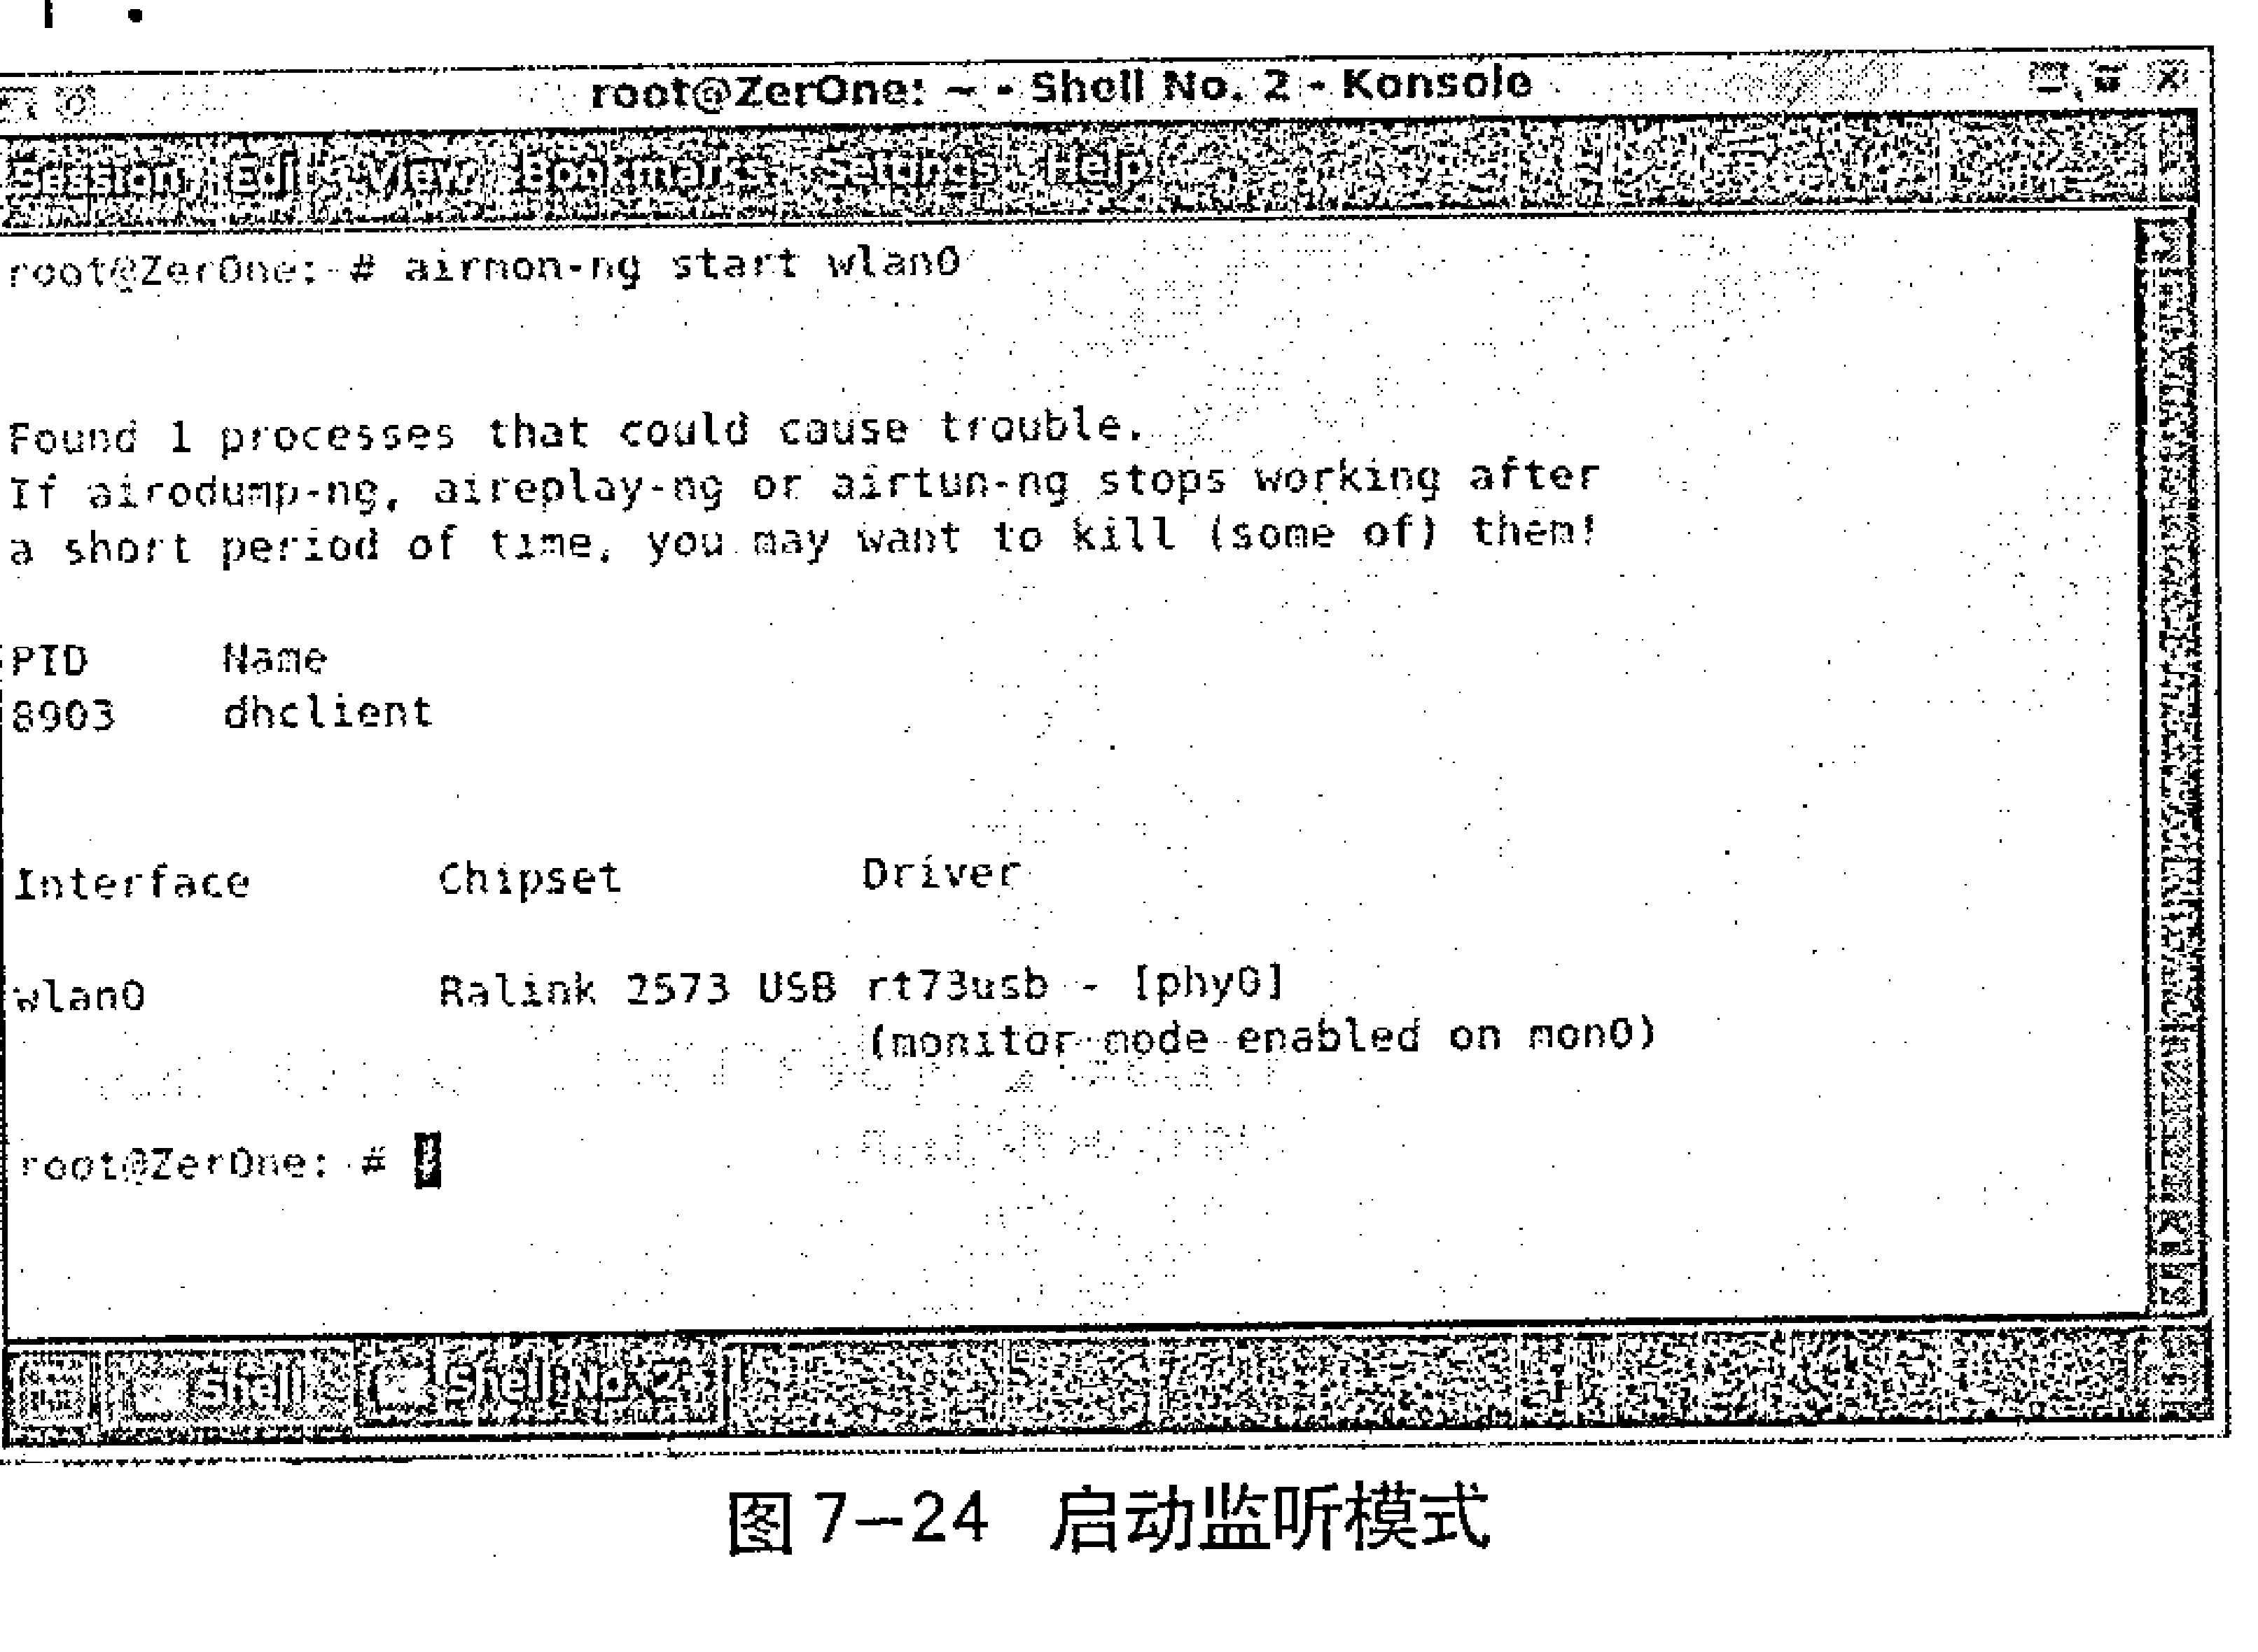 root@ZerOne: ~ - Shell No. 2 - Konsole
Session Edit View Bookmarks Settings Help
root@ZerOne:~# airmon-ng start wlan0
Found 1 processes that could cause trouble.
If airodump-ng, aireplay-ng or airtun-ng stops working after
a short period of time, you may want to kill (some of) them!
PID Name
8903 dhclient
Interface Chipset Driver
wlan0 Ralink 2573 USB rt73usb - [phy0]
(monitor mode enabled on mon0)
root@ZerOne:~#
Shell Shell No. 2
图 7-24 启动监听模式